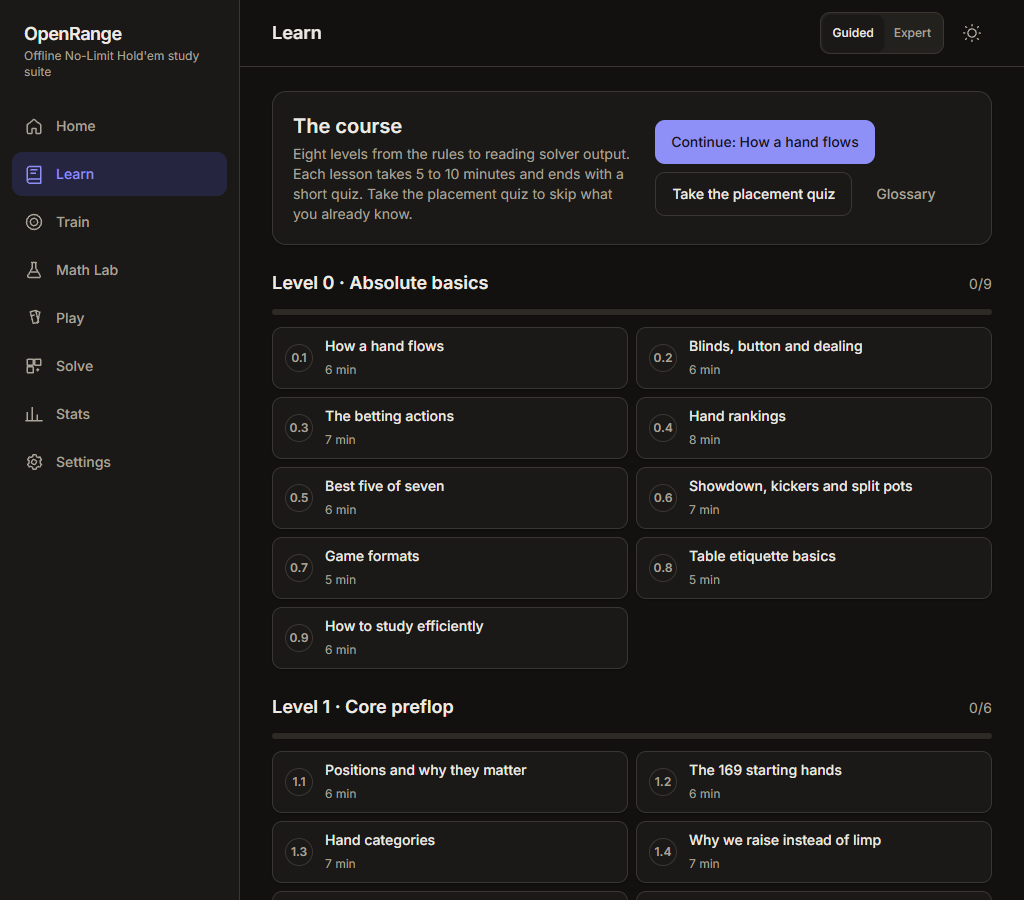 OpenRange
Offline No-Limit Hold'em study
suite
Home
Learn
Train
Math Lab
Play
Solve
Stats
Settings
Learn
Guided
Expert
The course
Eight levels from the rules to reading solver output.
Each lesson takes 5 to 10 minutes and ends with a
short quiz. Take the placement quiz to skip what
you already know.
Continue: How a hand flows
Take the placement quiz
Glossary
Level 0 · Absolute basics
0/9
0.1
How a hand flows
6 min
0.2
Blinds, button and dealing
6 min
0.3
The betting actions
7 min
0.4
Hand rankings
8 min
0.5
Best five of seven
6 min
0.6
Showdown, kickers and split pots
7 min
0.7
Game formats
5 min
0.8
Table etiquette basics
5 min
0.9
How to study efficiently
6 min
Level 1 · Core preflop
0/6
1.1
Positions and why they matter
6 min
1.2
The 169 starting hands
6 min
1.3
Hand categories
7 min
1.4
Why we raise instead of limp
7 min